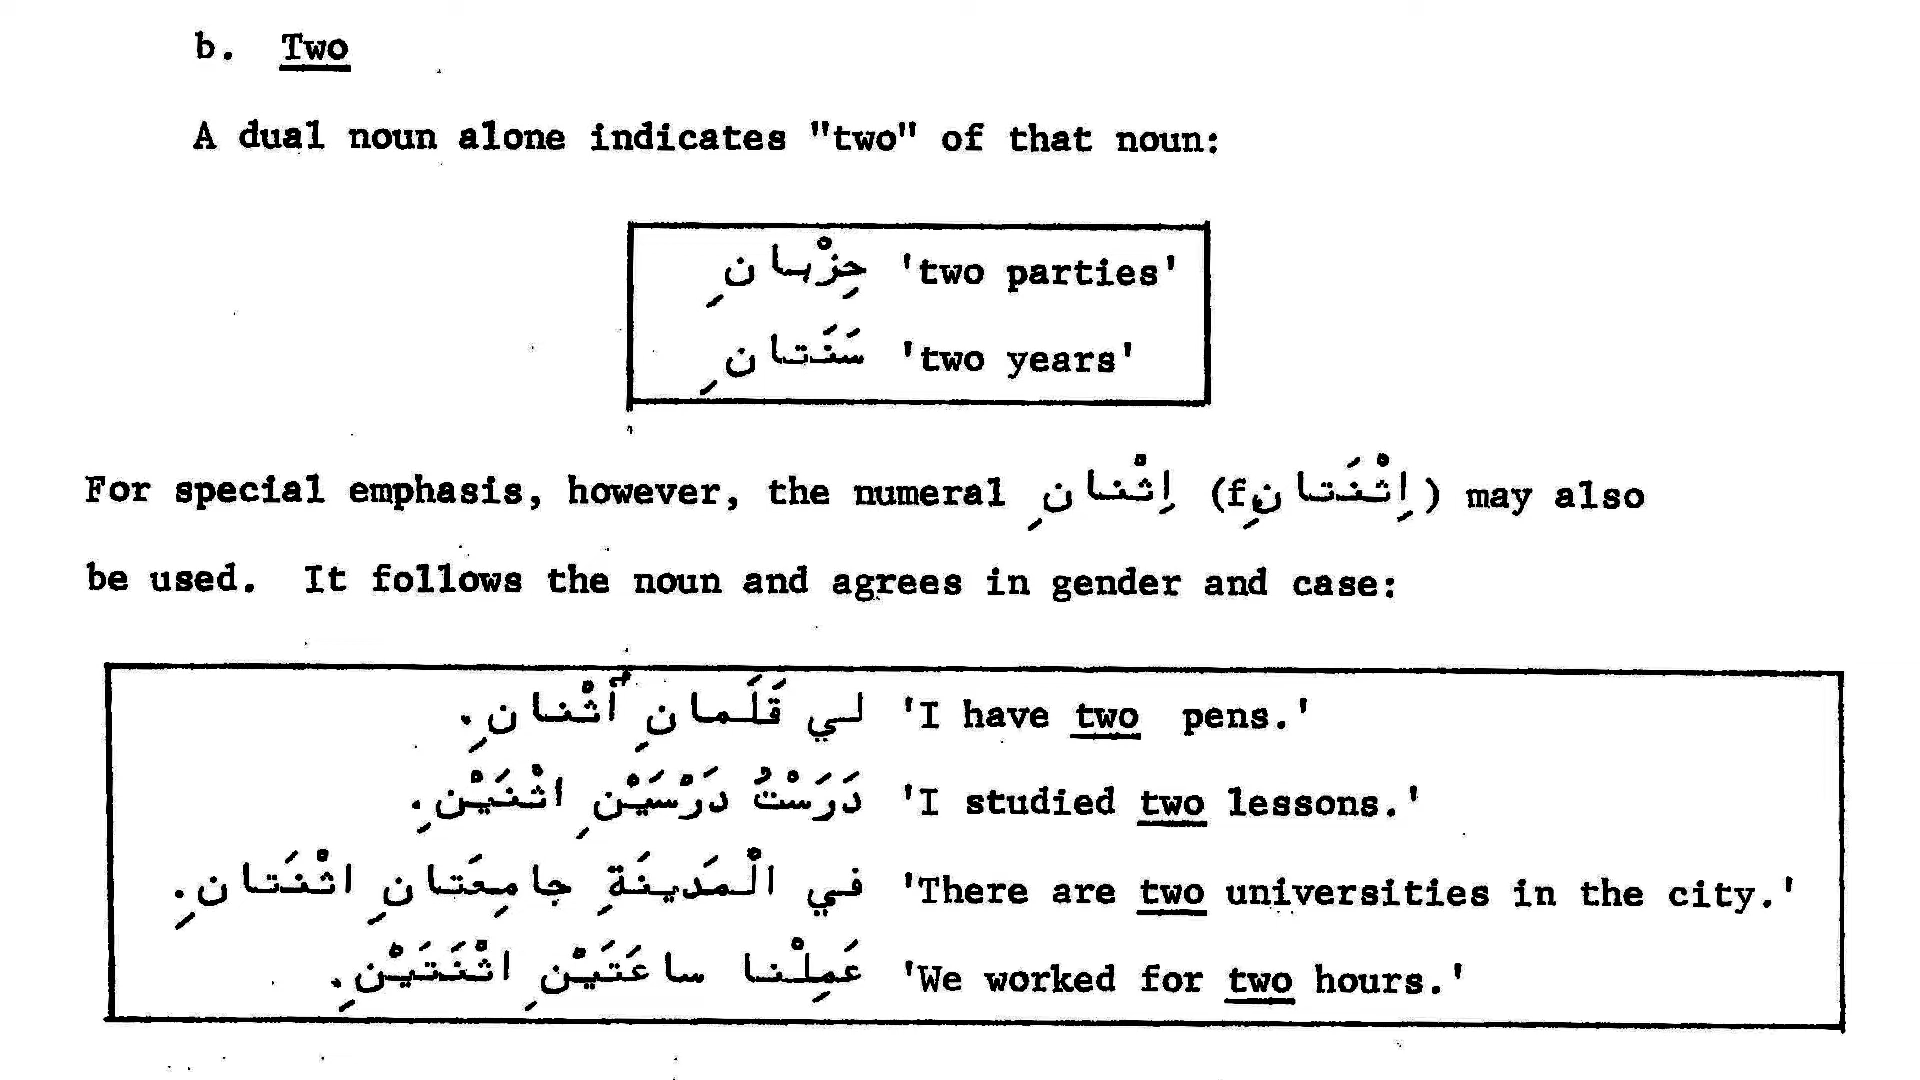 b. Two
A dual noun alone indicates "two" of that noun:
حِزْبانِ 'two parties'
سَنَتانِ 'two years'
For special emphasis, however, the numeral اِثْنانِ (f. اِثْنَتانِ) may also
be used. It follows the noun and agrees in gender and case:
لي قَلَمانِ ٱثْنانِ. 'I have two pens.'
دَرَسْتُ دَرْسَيْنِ اثْنَيْنِ. 'I studied two lessons.'
في الْمَدينَةِ جامِعَتانِ اثْنَتانِ. 'There are two universities in the city.'
عَمِلْنا ساعَتَيْنِ اثْنَتَيْنِ. 'We worked for two hours.'